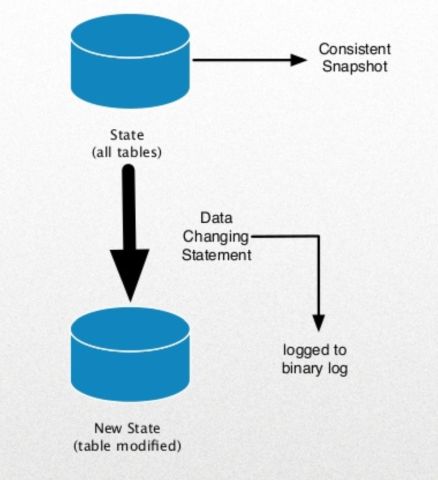 Consistent
Snapshot
State
(all tables)
Data
Changing
Statement
logged to
binary log
New State
(table modified)